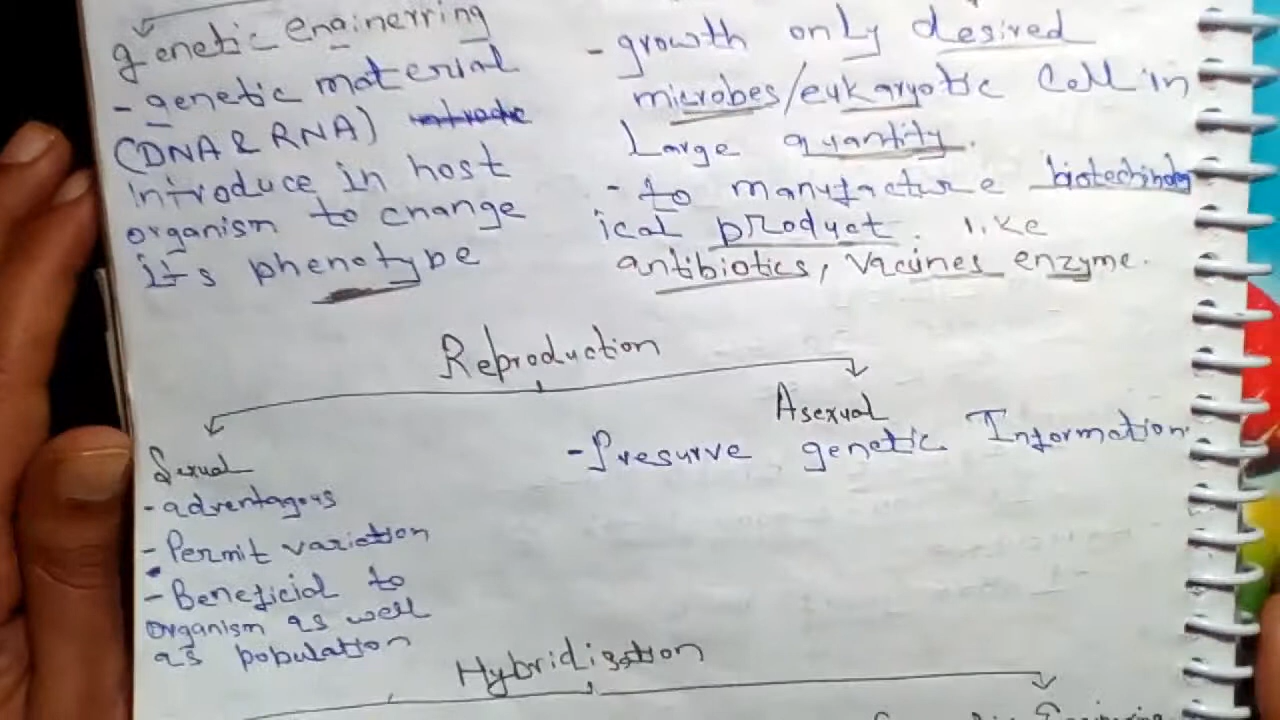 genetic engineering
- genetic material
(DNA & RNA)
introduce in host
organism to change
its phenotype
- growth only desired
microbes/eukaryotic cell in
Large quantity.
- to manufacture biotechnolog
ical product. like
antibiotics, vaccines enzyme.
Reproduction
Sexual
- adventagous
- Permit variation
- Beneficial to
organism as well
as population
Asexual
- Presurve genetic Information.
Hybridisation